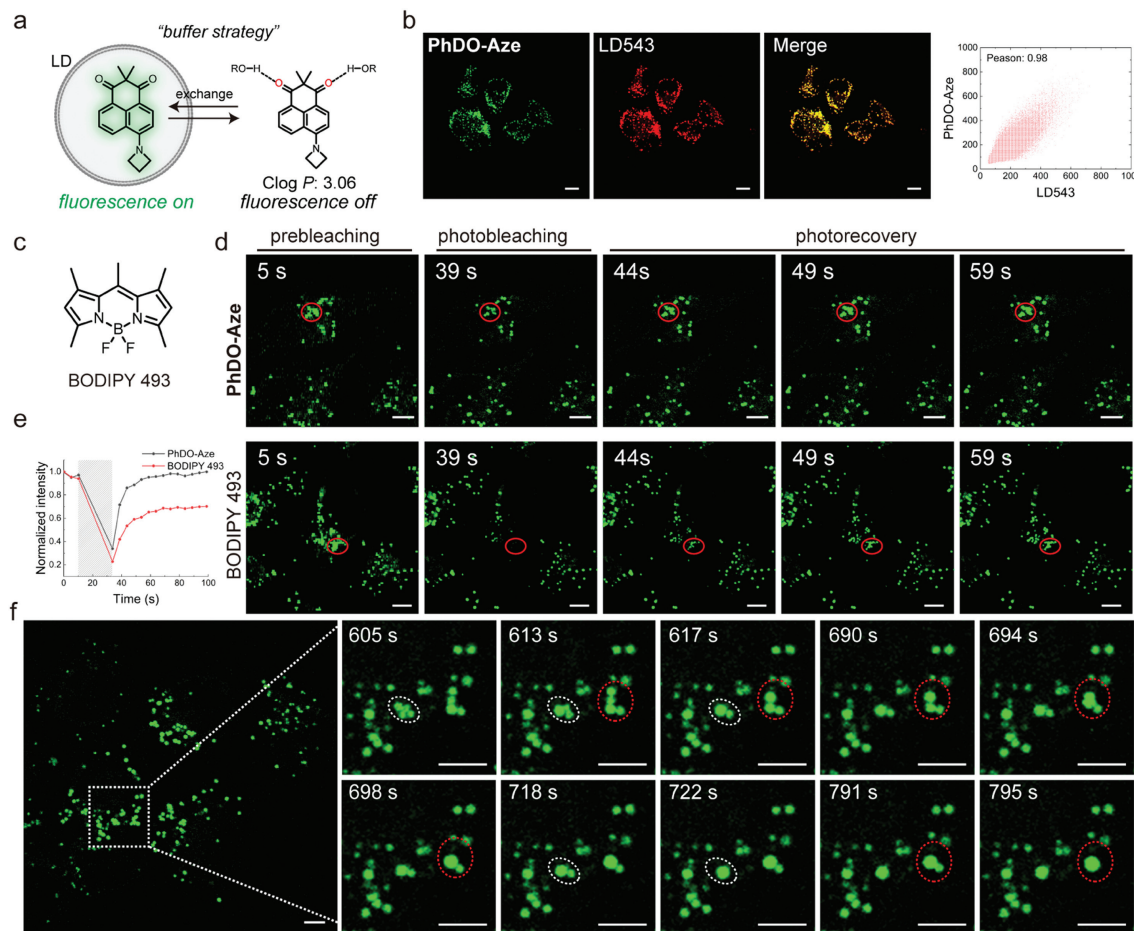 a
"buffer strategy"
LD
O
O
N
exchange
RO–H
H–OR
O
O
N
Clog P: 3.06
fluorescence on
fluorescence off
b
PhDO-Aze
LD543
Merge
Peason: 0.98
PhDO-Aze
1000
800
600
400
200
0
0
200
400
600
800
1000
LD543
c
N
N
B
F
F
BODIPY 493
d
prebleaching
photobleaching
photorecovery
PhDO-Aze
5 s
39 s
44s
49 s
59 s
BODIPY 493
5 s
39 s
44s
49 s
59 s
e
PhDO-Aze
BODIPY 493
Normalized intensity
1.0
0.8
0.6
0.4
0.2
0
20
40
60
80
100
Time (s)
f
605 s
613 s
617 s
690 s
694 s
698 s
718 s
722 s
791 s
795 s